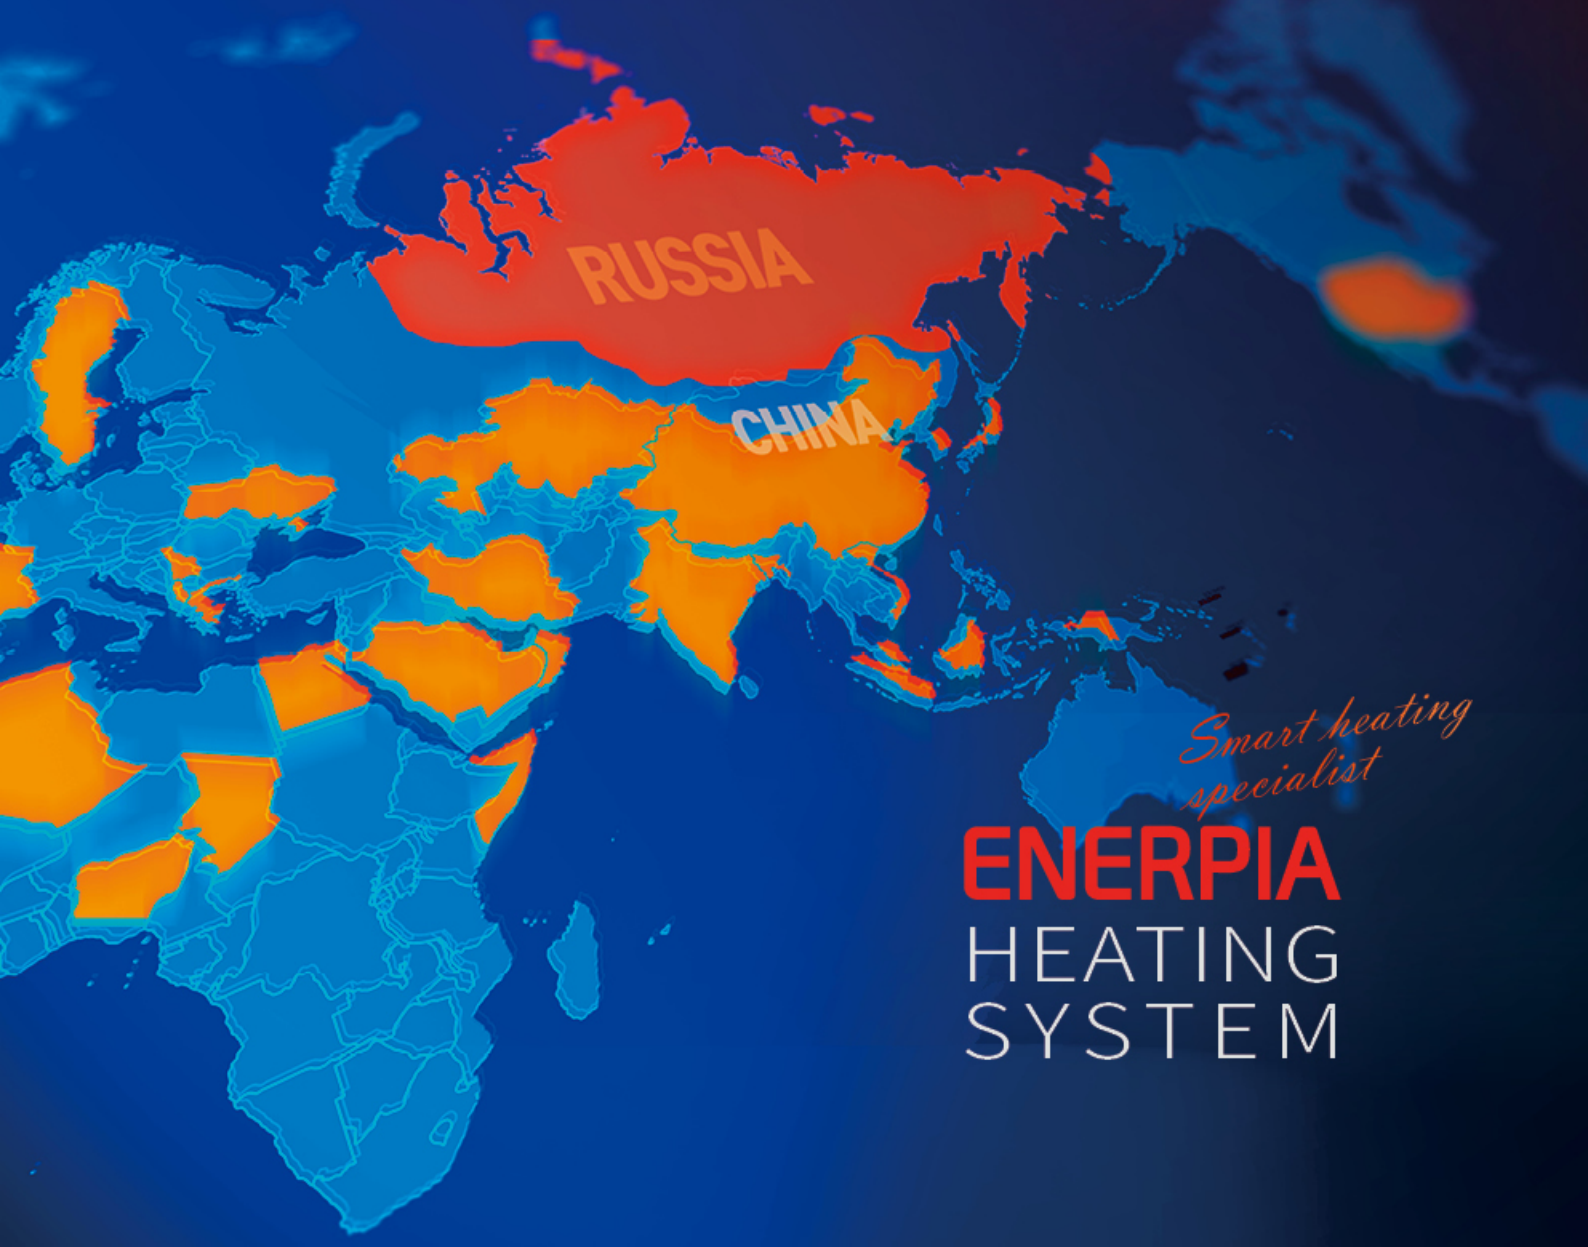 RUSSIA
CHINA
Smart heating
specialist
ENERPIA
HEATING
SYSTEM